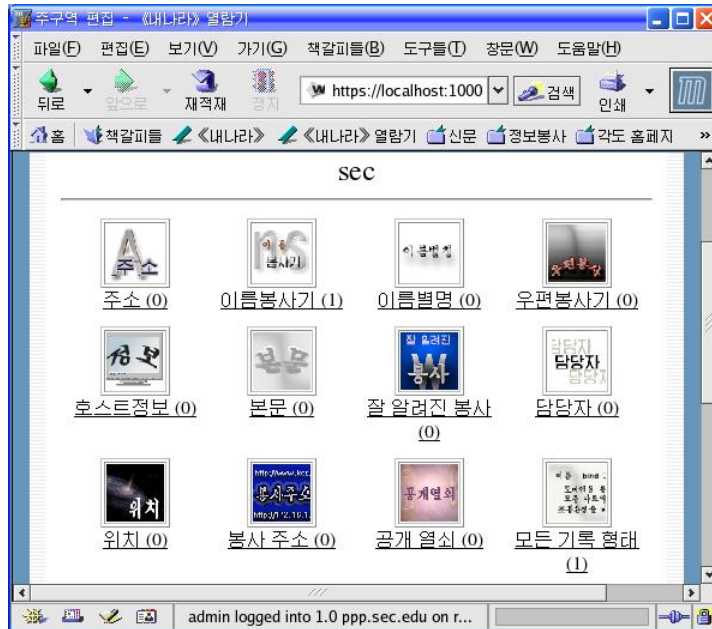 주구역 편집 - 《내나라》 열람기
파일(F) 편집(E) 보기(V) 가기(G) 책갈피들(B) 도구들(T) 창문(W) 도움말(H)
뒤로 앞으로 재적재 정지 https://localhost:1000 검색 인쇄
홈 책갈피들 《내나라》 《내나라》 열람기 신문 정보봉사 각도 홈페지 »
sec
A 주소 ns 이름 봉사기 이름별명 우편봉사
주소 (0) 이름봉사기 (1) 이름별명 (0) 우편봉사기 (0)
정보 본문 잘 알려진 W 봉사 담당자 담당자 담당자
호스트정보 (0) 본문 (0) 잘 알려진 봉사 (0) 담당자 (0)
위치 봉사주소 공개열쇠
위치 (0) 봉사 주소 (0) 공개 열쇠 (0) 모든 기록 형태 (1)
admin logged into 1.0 ppp.sec.edu on r...